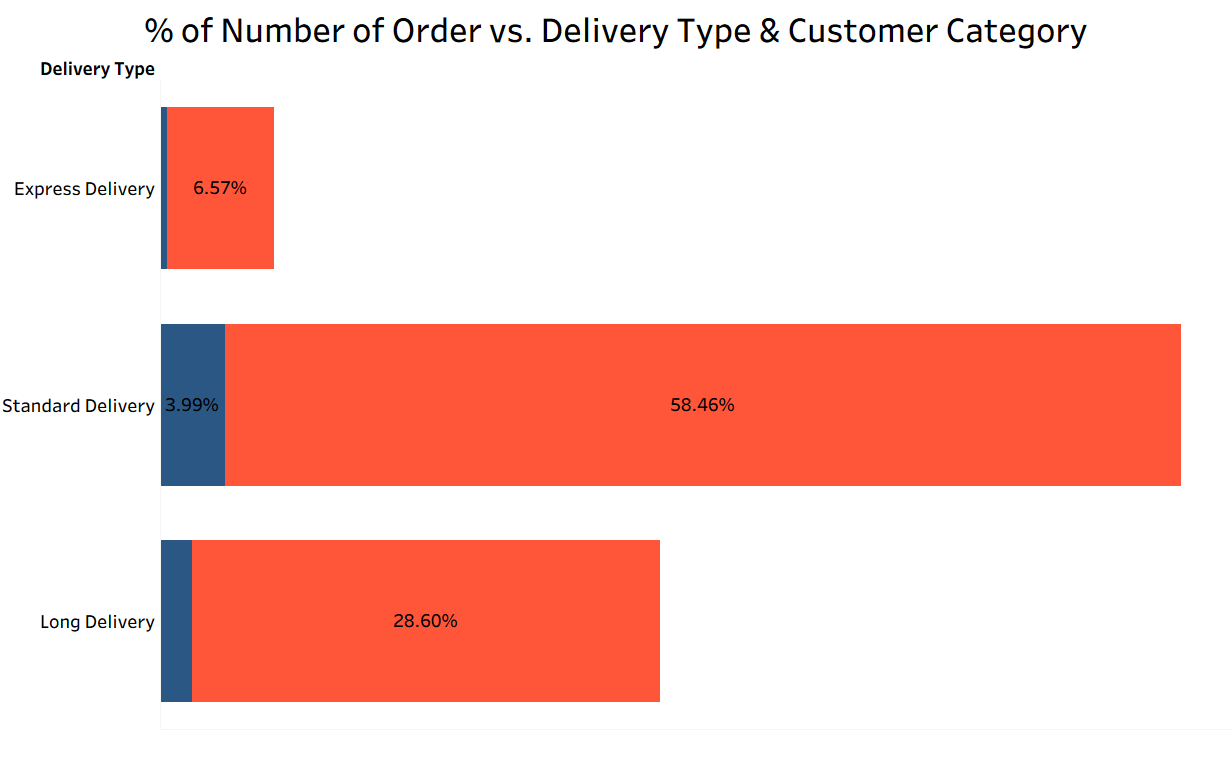 % of Number of Order vs. Delivery Type & Customer Category
Delivery Type
Express Delivery
6.57%
Standard Delivery
3.99%
58.46%
Long Delivery
28.60%